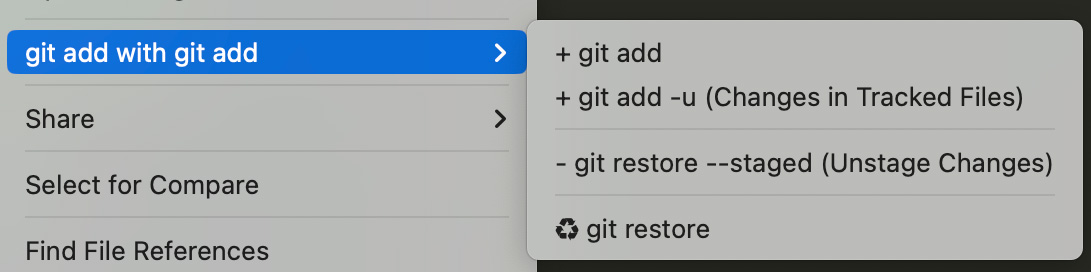 git add with git add
Share
Select for Compare
Find File References
+ git add
+ git add -u (Changes in Tracked Files)
- git restore --staged (Unstage Changes)
♻ git restore